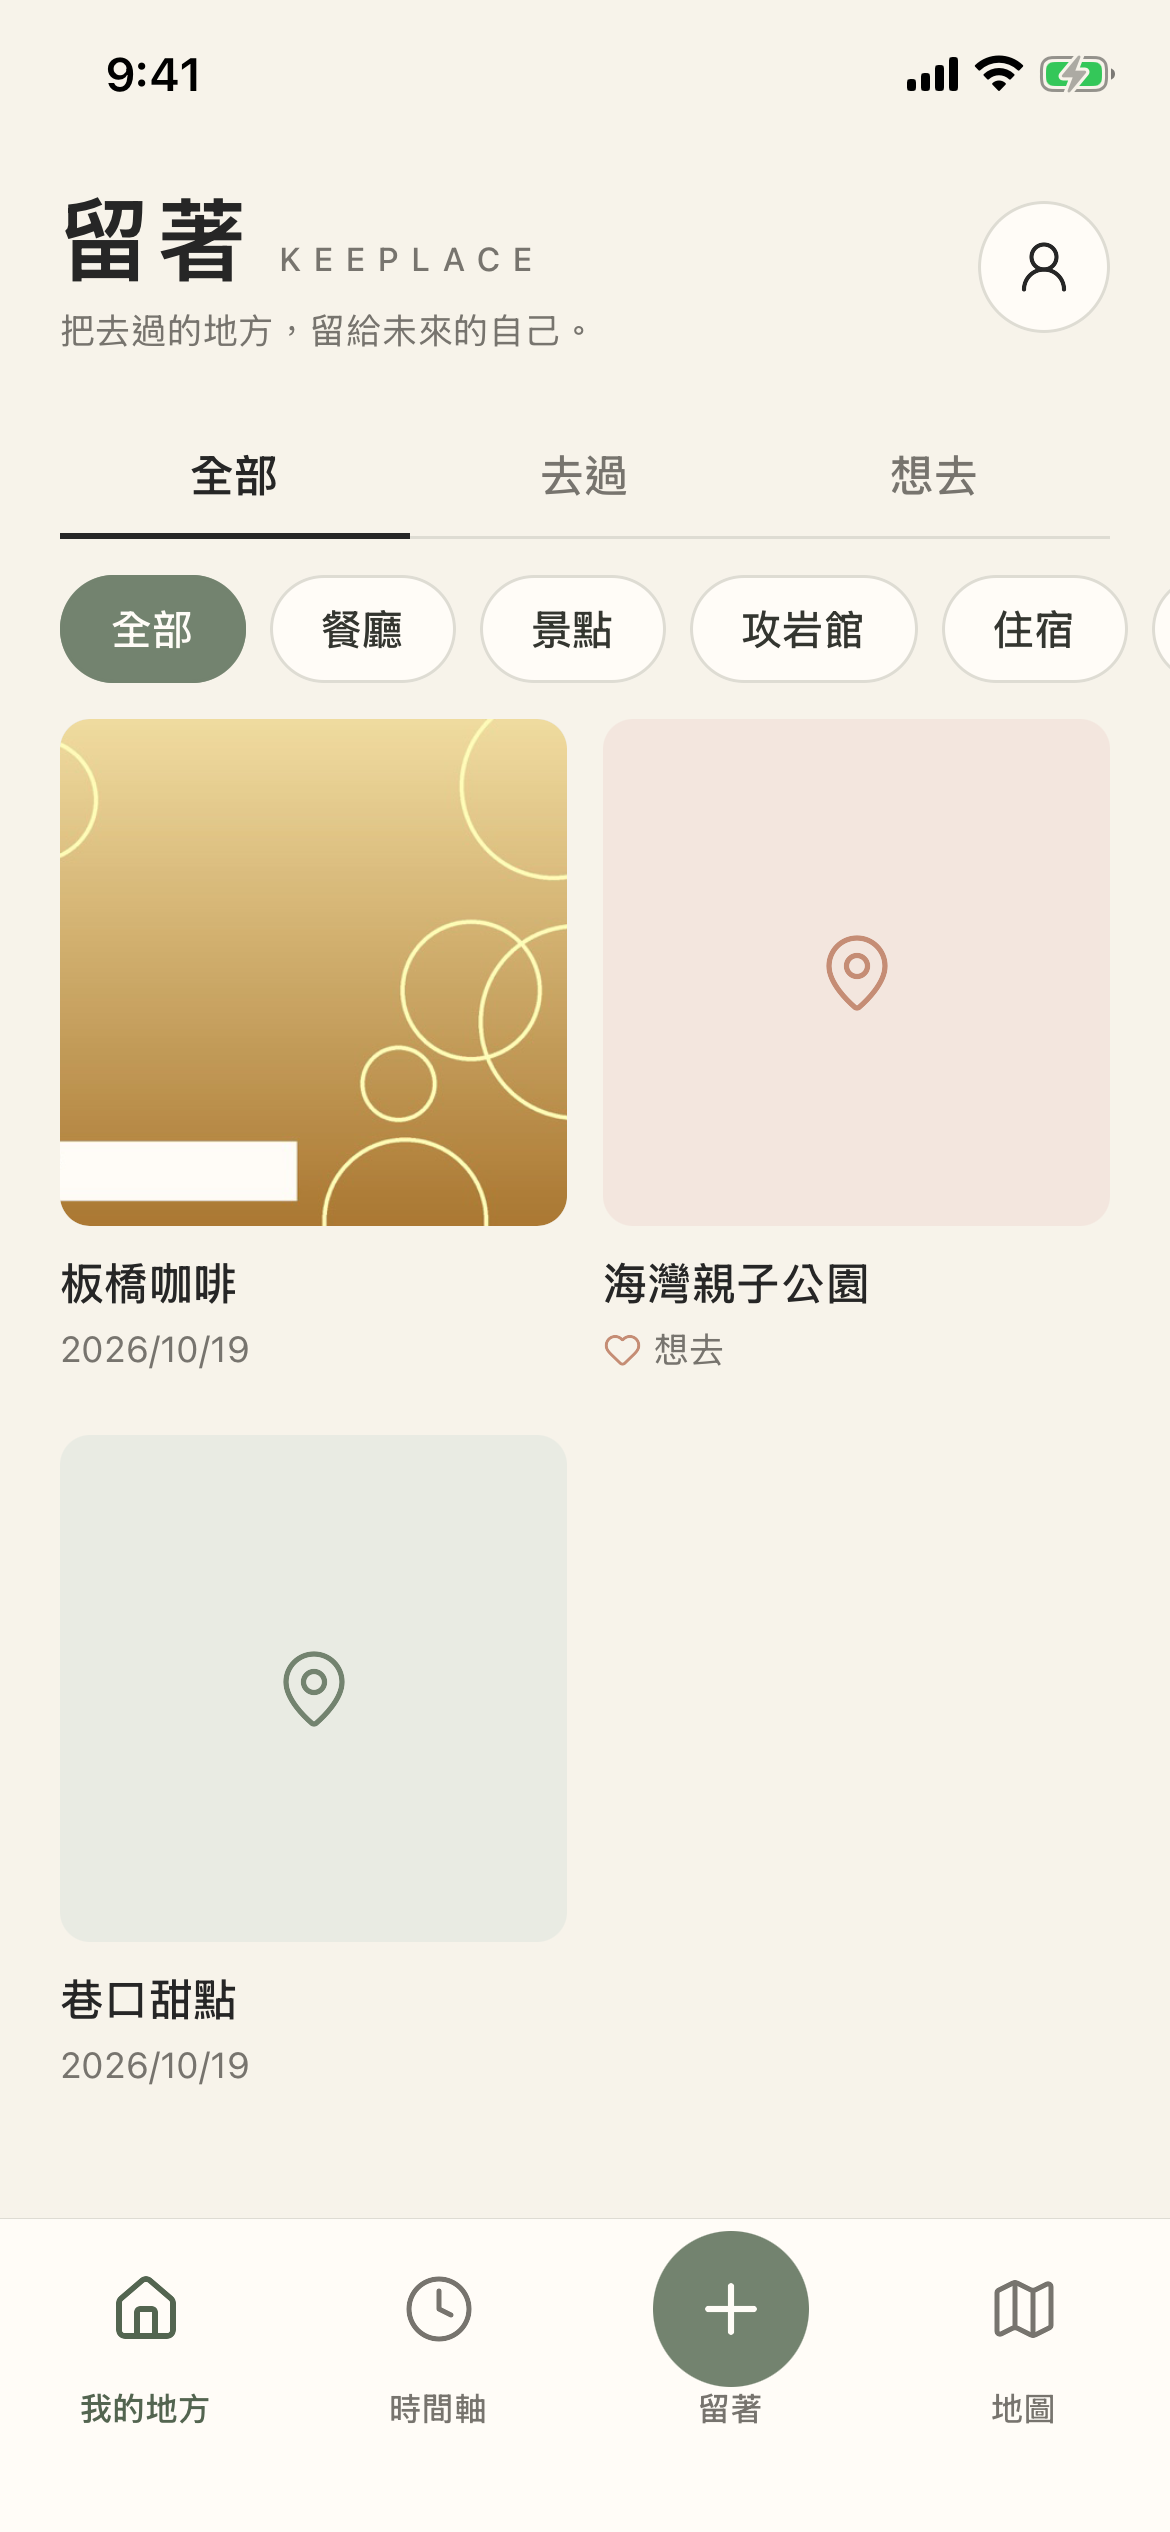 9:41
留著 KEEPLACE
把去過的地方，留給未來的自己。
全部 去過 想去
全部 餐廳 景點 攻岩館 住宿
板橋咖啡 海灣親子公園
2026/10/19 想去
巷口甜點
2026/10/19
我的地方 時間軸 留著 地圖